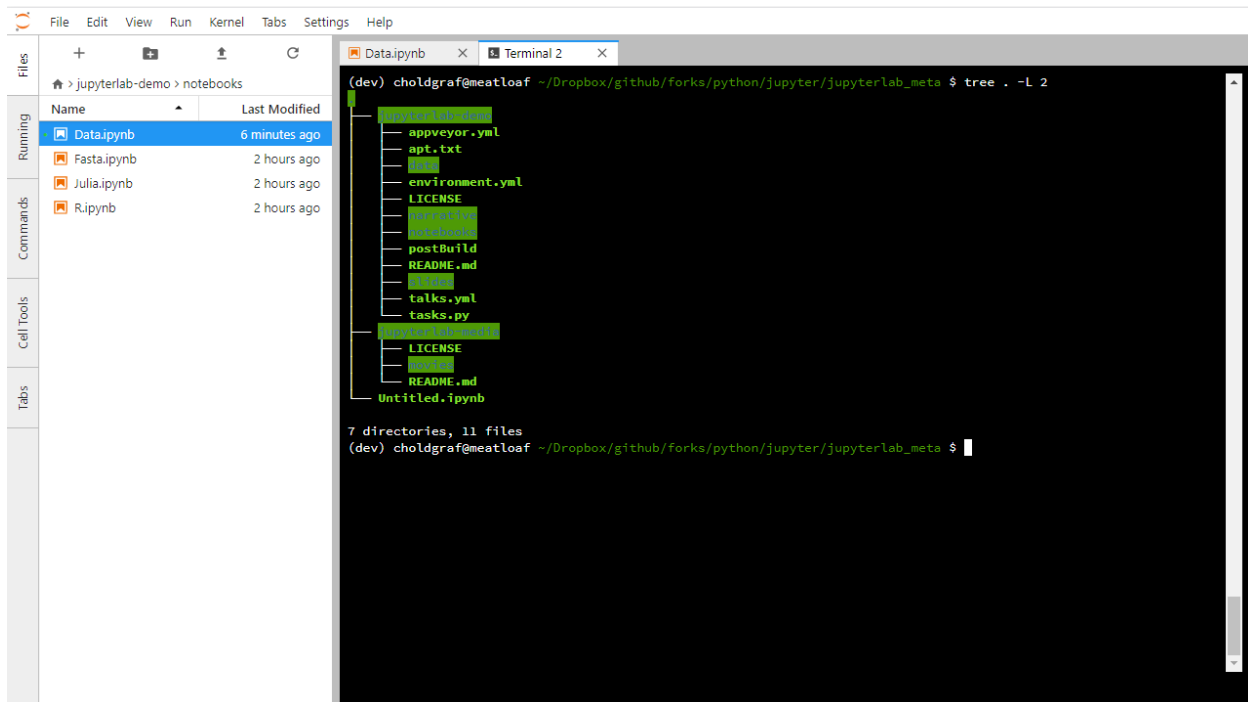 File Edit View Run Kernel Tabs Settings Help
Files
Running
Commands
Cell Tools
Tabs
jupyterlab-demo > notebooks
Name Last Modified
Data.ipynb 6 minutes ago
Fasta.ipynb 2 hours ago
Julia.ipynb 2 hours ago
R.ipynb 2 hours ago
Data.ipynb Terminal 2
(dev) choldgraf@meatloaf ~/Dropbox/github/forks/python/jupyter/jupyterlab_meta $ tree . -L 2
.
├── jupyterlab-demo
│   ├── appveyor.yml
│   ├── apt.txt
│   ├── data
│   ├── environment.yml
│   ├── LICENSE
│   ├── narrative
│   ├── notebooks
│   ├── postBuild
│   ├── README.md
│   ├── slides
│   ├── talks.yml
│   └── tasks.py
├── jupyterlab-media
│   ├── LICENSE
│   ├── movies
│   └── README.md
└── Untitled.ipynb
7 directories, 11 files
(dev) choldgraf@meatloaf ~/Dropbox/github/forks/python/jupyter/jupyterlab_meta $